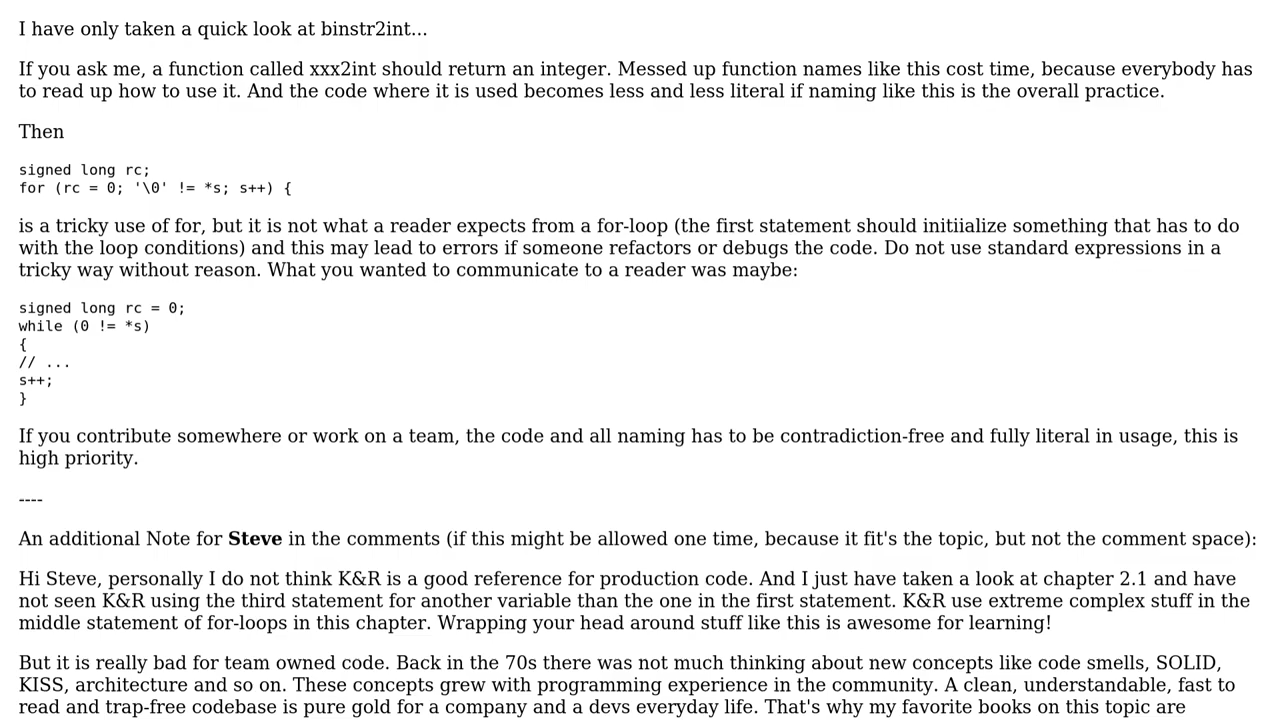 I have only taken a quick look at binstr2int...
If you ask me, a function called xxx2int should return an integer. Messed up function names like this cost time, because everybody has
to read up how to use it. And the code where it is used becomes less and less literal if naming like this is the overall practice.
Then
signed long rc;
for (rc = 0; '\0' != *s; s++) {
is a tricky use of for, but it is not what a reader expects from a for-loop (the first statement should initiialize something that has to do
with the loop conditions) and this may lead to errors if someone refactors or debugs the code. Do not use standard expressions in a
tricky way without reason. What you wanted to communicate to a reader was maybe:
signed long rc = 0;
while (0 != *s)
{
// ...
s++;
}
If you contribute somewhere or work on a team, the code and all naming has to be contradiction-free and fully literal in usage, this is
high priority.
----
An additional Note for Steve in the comments (if this might be allowed one time, because it fit's the topic, but not the comment space):
Hi Steve, personally I do not think K&R is a good reference for production code. And I just have taken a look at chapter 2.1 and have
not seen K&R using the third statement for another variable than the one in the first statement. K&R use extreme complex stuff in the
middle statement of for-loops in this chapter. Wrapping your head around stuff like this is awesome for learning!
But it is really bad for team owned code. Back in the 70s there was not much thinking about new concepts like code smells, SOLID,
KISS, architecture and so on. These concepts grew with programming experience in the community. A clean, understandable, fast to
read and trap-free codebase is pure gold for a company and a devs everyday life. That's why my favorite books on this topic are